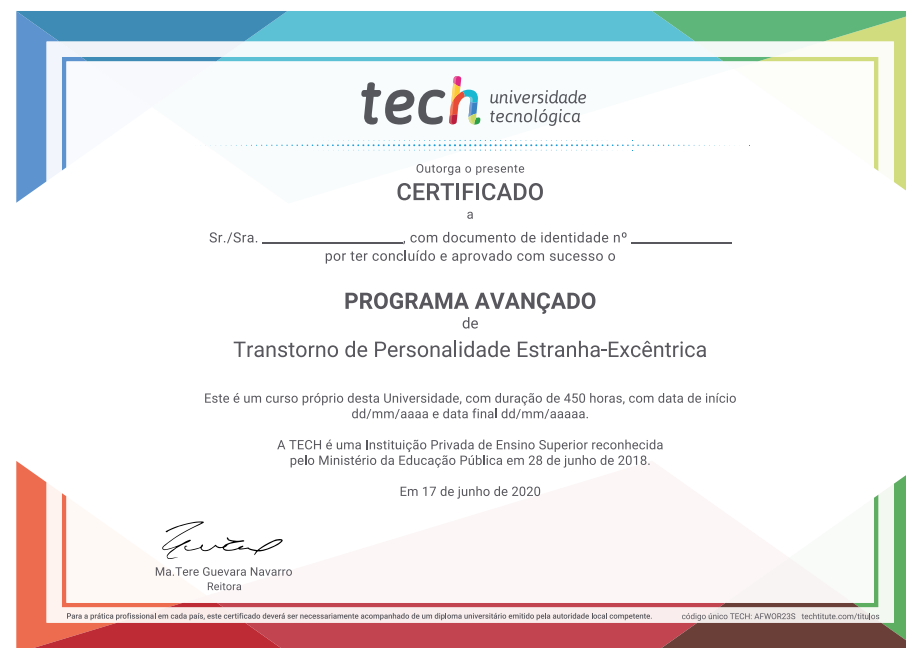 tech universidade
tecnológica
Outorga o presente
CERTIFICADO
a
Sr./Sra. ________________, com documento de identidade nº ____________
por ter concluído e aprovado com sucesso o
PROGRAMA AVANÇADO
de
Transtorno de Personalidade Estranha-Excêntrica
Este é um curso próprio desta Universidade, com duração de 450 horas, com data de início
dd/mm/aaaa e data final dd/mm/aaaaa.
A TECH é uma Instituição Privada de Ensino Superior reconhecida
pelo Ministério da Educação Pública em 28 de junho de 2018.
Em 17 de junho de 2020
Ma.Tere Guevara Navarro
Reitora
Para a prática profissional em cada país, este certificado deverá ser necessariamente acompanhado de um diploma universitário emitido pela autoridade local competente. código único TECH: AFWOR23S techtitute.com/titulos